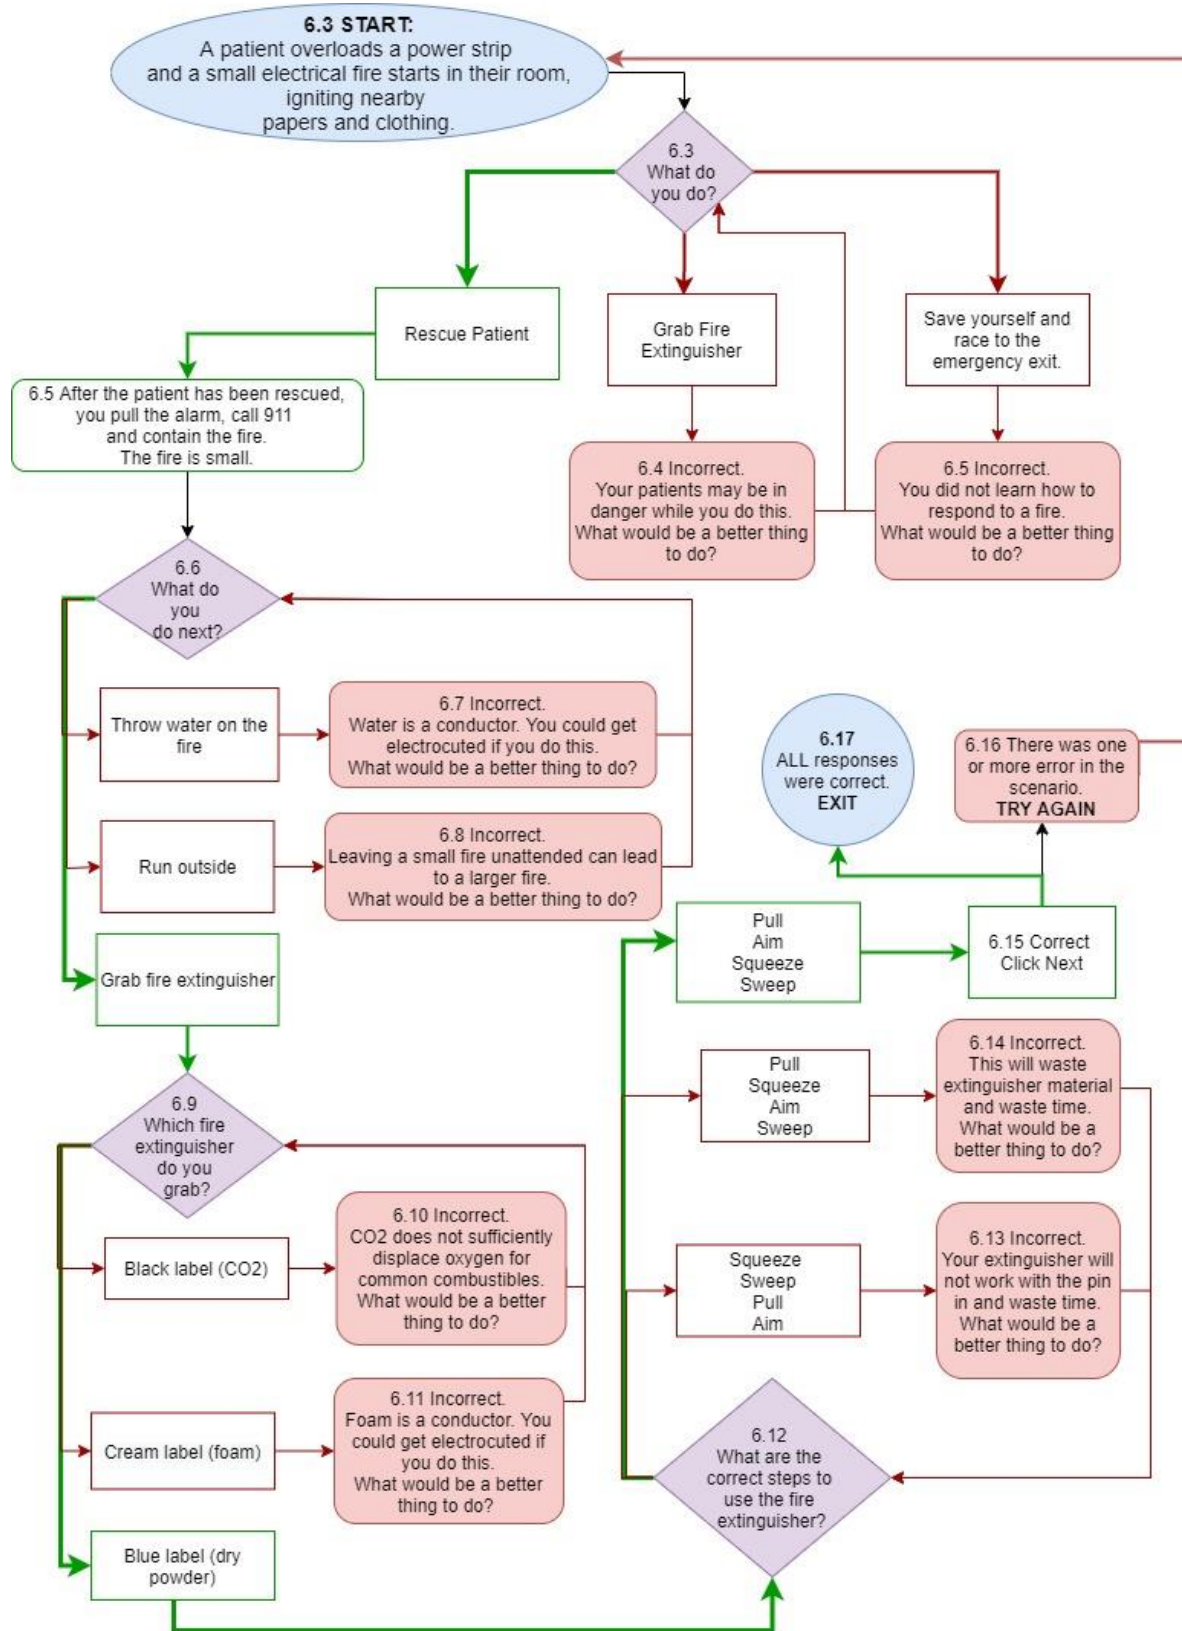 6.3 START:
A patient overloads a power strip
and a small electrical fire starts in their room,
igniting nearby
papers and clothing.
6.3
What do
you do?
Rescue Patient
Grab Fire
Extinguisher
Save yourself and
race to the
emergency exit.
6.5 After the patient has been rescued,
you pull the alarm, call 911
and contain the fire.
The fire is small.
6.4 Incorrect.
Your patients may be in
danger while you do this.
What would be a better thing
to do?
6.5 Incorrect.
You did not learn how to
respond to a fire.
What would be a better thing
to do?
6.6
What do
you
do next?
Throw water on the
fire
6.7 Incorrect.
Water is a conductor. You could get
electrocuted if you do this.
What would be a better thing to do?
Run outside
6.8 Incorrect.
Leaving a small fire unattended can lead
to a larger fire.
What would be a better thing to do?
Grab fire extinguisher
6.9
Which fire
extinguisher
do you
grab?
Black label (CO2)
6.10 Incorrect.
CO2 does not sufficiently
displace oxygen for
common combustibles.
What would be a better
thing to do?
Cream label (foam)
6.11 Incorrect.
Foam is a conductor. You
could get electrocuted if
you do this.
What would be a better
thing to do?
Blue label (dry
powder)
6.12
What are the
correct steps to
use the fire
extinguisher?
Squeeze
Sweep
Pull
Aim
6.13 Incorrect.
Your extinguisher will
not work with the pin
in and waste time.
What would be a
better thing to do?
Pull
Squeeze
Aim
Sweep
6.14 Incorrect.
This will waste
extinguisher material
and waste time.
What would be a
better thing to do?
Pull
Aim
Squeeze
Sweep
6.15 Correct
Click Next
6.17
ALL responses
were correct.
EXIT
6.16 There was one
or more error in the
scenario.
TRY AGAIN